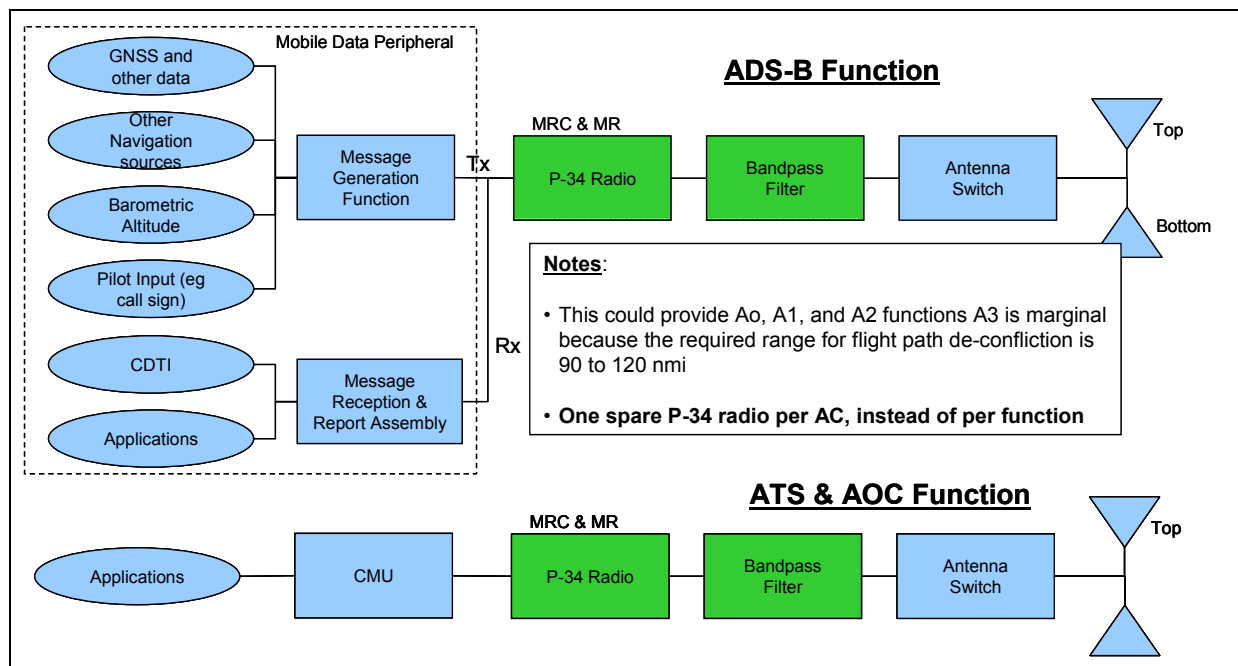 Mobile Data Peripheral
GNSS and
other data
Other
Navigation
sources
Barometric
Altitude
Pilot Input (eg
call sign)
CDTI
Applications
Message
Generation
Function
Message
Reception &
Report Assembly
Tx
Rx
ADS-B Function
MRC & MR
P-34 Radio
Bandpass
Filter
Antenna
Switch
Top
Bottom
Notes:
• This could provide Ao, A1, and A2 functions A3 is marginal
because the required range for flight path de-confliction is
90 to 120 nmi
• One spare P-34 radio per AC, instead of per function
ATS & AOC Function
Applications
CMU
MRC & MR
P-34 Radio
Bandpass
Filter
Antenna
Switch
Top